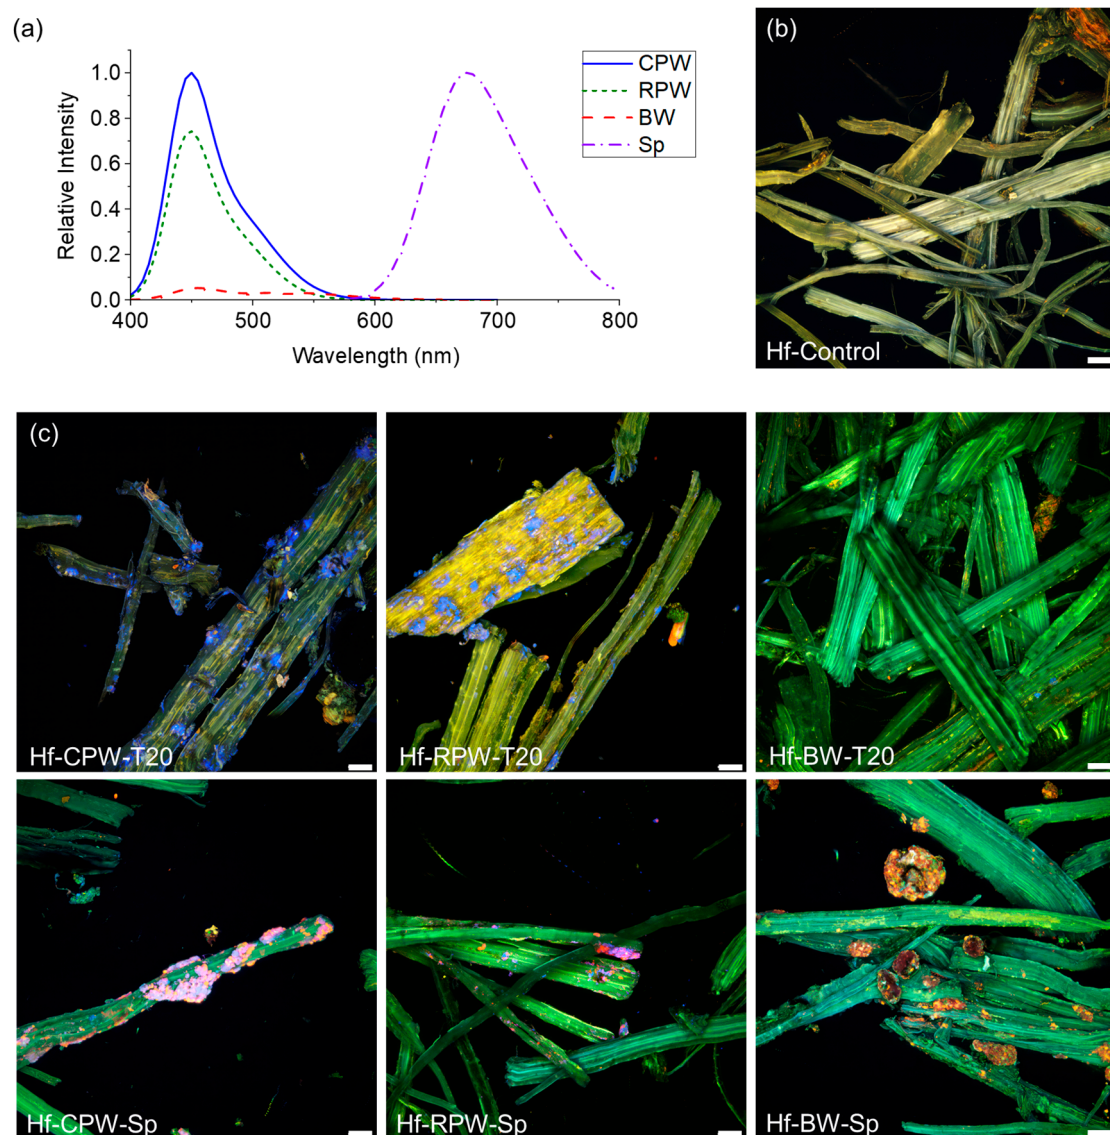 (a)
(b)
1.0
0.8
0.6
0.4
0.2
0.0
Relative Intensity
400
500
600
700
800
Wavelength (nm)
CPW
RPW
BW
Sp
Hf-Control
(c)
Hf-CPW-T20
Hf-RPW-T20
Hf-BW-T20
Hf-CPW-Sp
Hf-RPW-Sp
Hf-BW-Sp